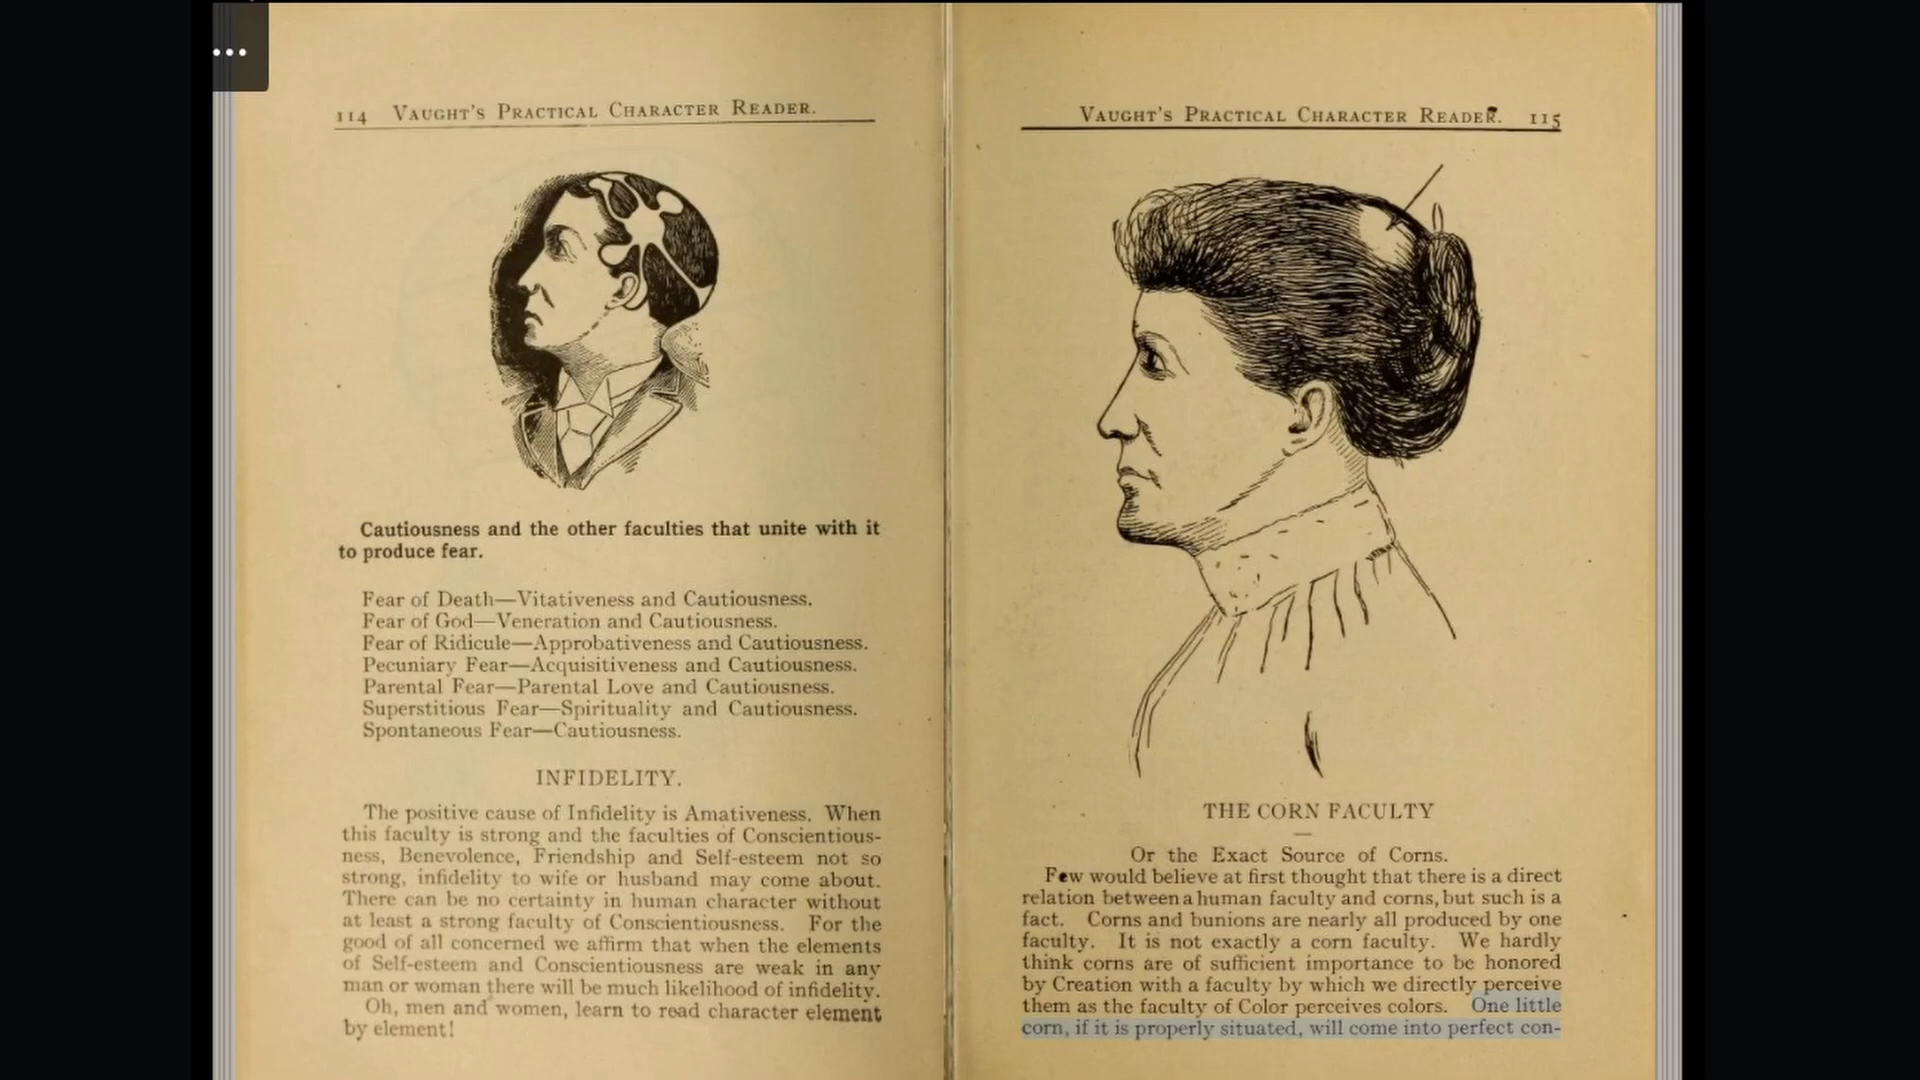 114 VAUGHT'S PRACTICAL CHARACTER READER.
Cautiousness and the other faculties that unite with it
to produce fear.
Fear of Death—Vitativeness and Cautiousness.
Fear of God—Veneration and Cautiousness.
Fear of Ridicule—Approbativeness and Cautiousness.
Pecuniary Fear—Acquisitiveness and Cautiousness.
Parental Fear—Parental Love and Cautiousness.
Superstitious Fear—Spirituality and Cautiousness.
Spontaneous Fear—Cautiousness.
INFIDELITY.
The positive cause of Infidelity is Amativeness. When
this faculty is strong and the faculties of Conscientious-
ness, Benevolence, Friendship and Self-esteem not so
strong, infidelity to wife or husband may come about.
There can be no certainty in human character without
at least a strong faculty of Conscientiousness. For the
good of all concerned we affirm that when the elements
of Self-esteem and Conscientiousness are weak in any
man or woman there will be much likelihood of infidelity.
Oh, men and women, learn to read character element
by element!
VAUGHT'S PRACTICAL CHARACTER READER. 115
THE CORN FACULTY
Or the Exact Source of Corns.
Few would believe at first thought that there is a direct
relation between a human faculty and corns, but such is a
fact. Corns and bunions are nearly all produced by one
faculty. It is not exactly a corn faculty. We hardly
think corns are of sufficient importance to be honored
by Creation with a faculty by which we directly perceive
them as the faculty of Color perceives colors. One little
corn, if it is properly situated, will come into perfect con-